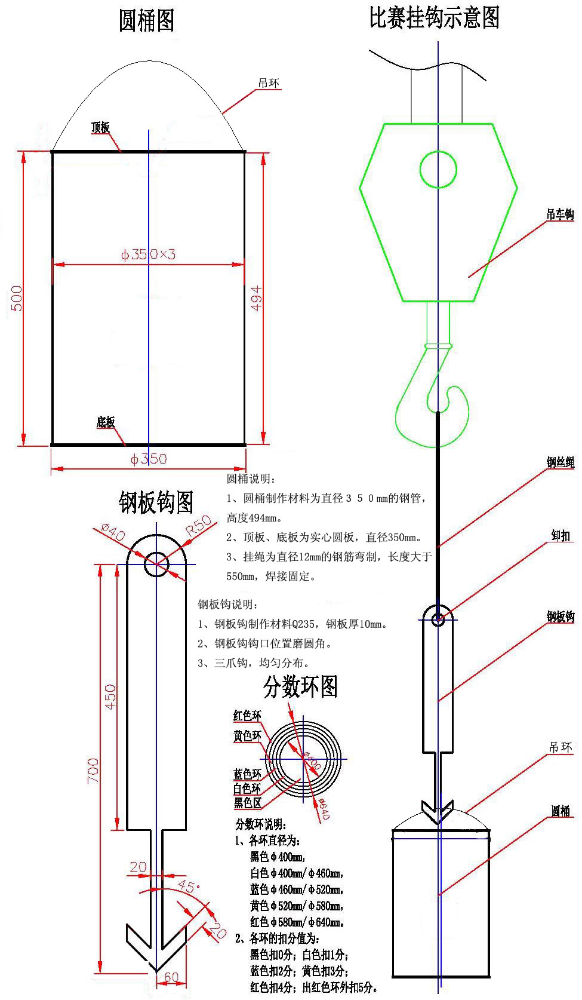 圆桶图
吊环
顶板
500
ϕ350×3
494
底板
ϕ350
比赛挂钩示意图
吊车钩
钢丝绳
卸扣
钢板钩
吊环
圆桶
圆桶说明：
1、圆桶制作材料为直径３５０mm的钢管，
高度494mm。
2、顶板、底板为实心圆板，直径350mm。
3、挂绳为直径12mm的钢筋弯制，长度大于
550mm，焊接固定。
钢板钩图
ø40
R50
450
700
20
45°
20
60
钢板钩说明：
1、钢板钩制作材料Q235，钢板厚10mm。
2、钢板钩钩口位置磨圆角。
3、三爪钩，均匀分布。
分数环图
红色环
黄色环
蓝色环
白色环
黑色区
ø400
ø640
分数环说明：
1、各环直径为：
黑色ϕ400mm，
白色ϕ400mm/ϕ460mm，
蓝色ϕ460mm/ϕ520mm，
黄色ϕ520mm/ϕ580mm，
红色ϕ580mm/ϕ640mm。
2、各环的扣分值为：
黑色扣0分；白色扣1分；
蓝色扣2分；黄色扣3分；
红色扣4分；出红色环外扣5分。